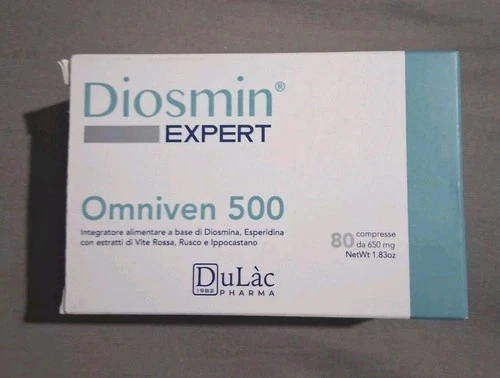 Diosmin®
EXPERT
Omniven 500
Integratore alimentare a base di Diosmina, Esperidina
con estratti di Vite Rossa, Rusco e Ippocastano
80 compresse
da 650 mg
NetWt 1.83oz
DuLàc
1982
PHARMA